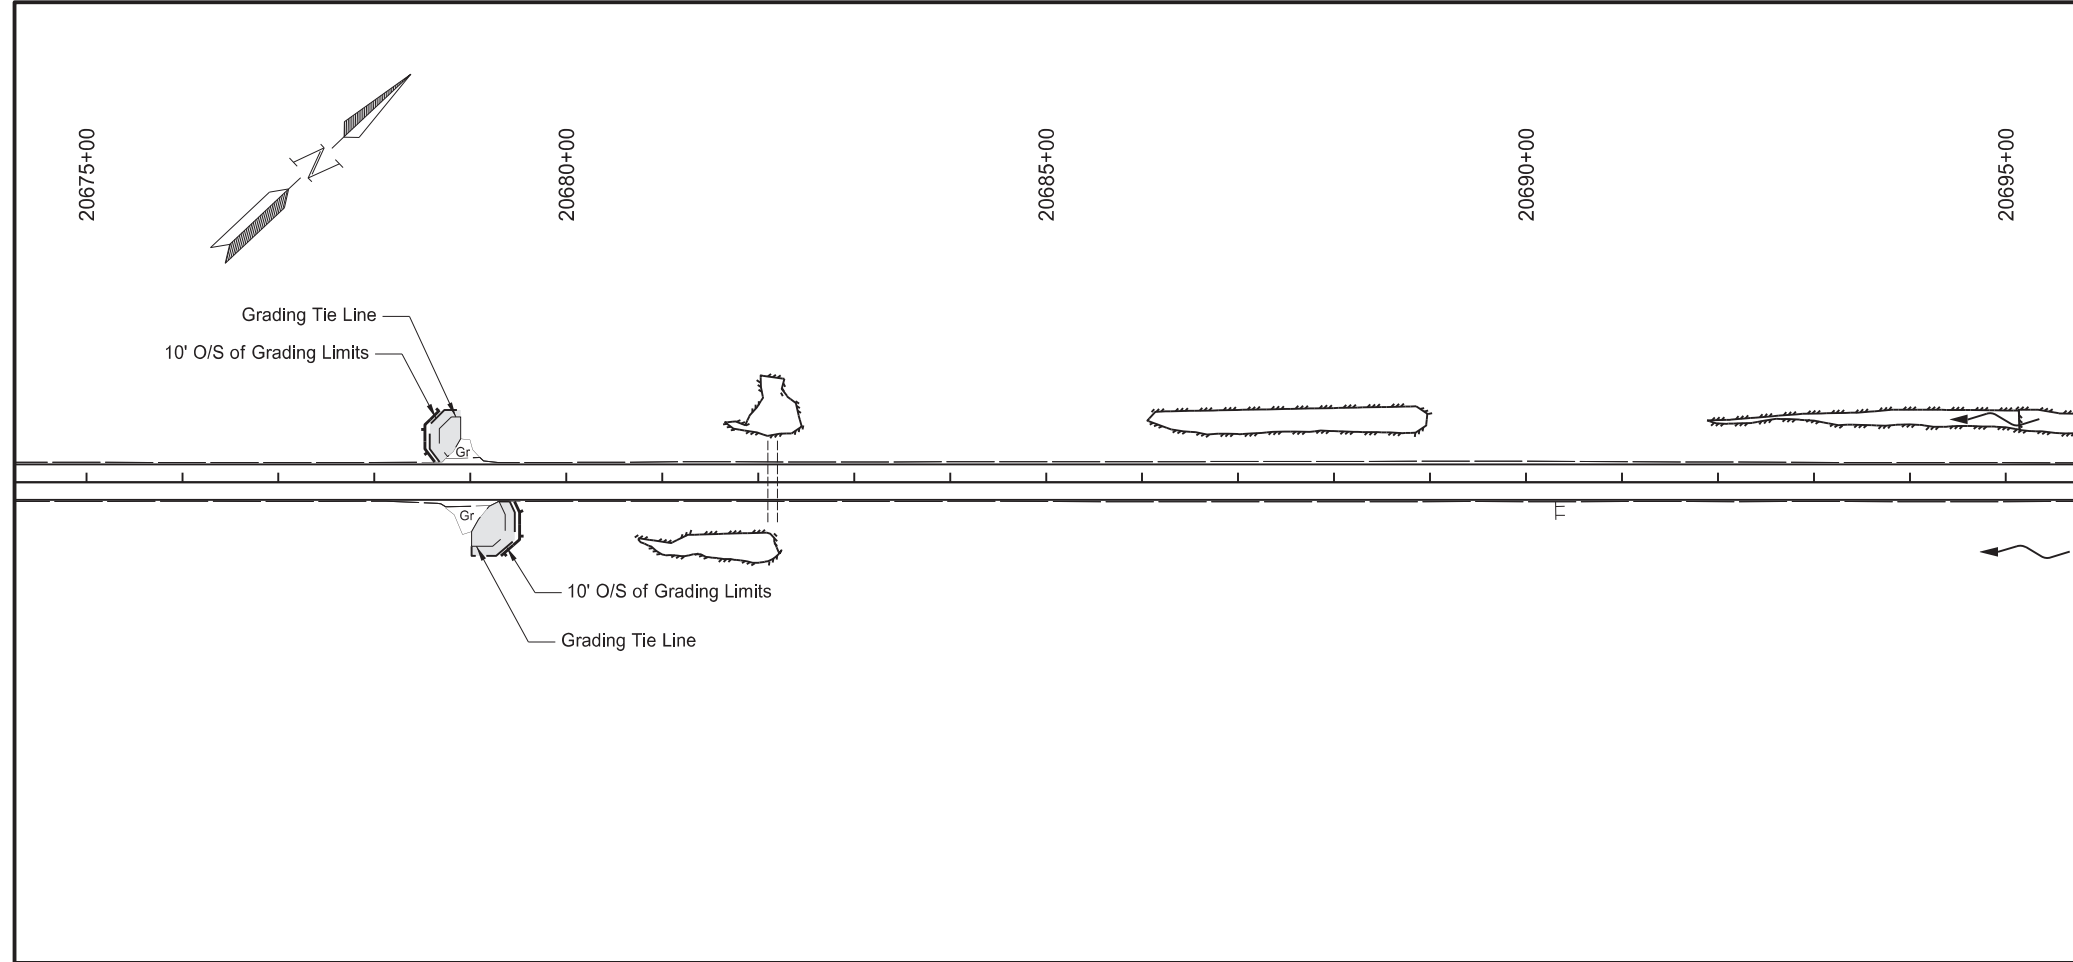 20675+00
20680+00
20685+00
20690+00
20695+00
N
Grading Tie Line
10' O/S of Grading Limits
Gr
Gr
10' O/S of Grading Limits
Grading Tie Line